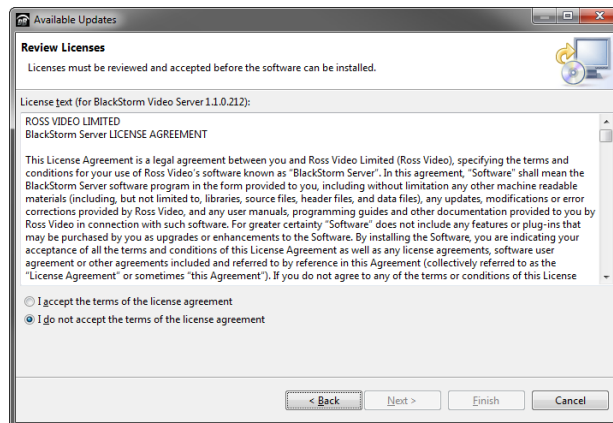 Available Updates
Review Licenses
Licenses must be reviewed and accepted before the software can be installed.
License text (for BlackStorm Video Server 1.1.0.212):
ROSS VIDEO LIMITED
BlackStorm Server LICENSE AGREEMENT
This License Agreement is a legal agreement between you and Ross Video Limited (Ross Video), specifying the terms and
conditions for your use of Ross Video's software known as "BlackStorm Server". In this agreement, "Software" shall mean the
BlackStorm Server software program in the form provided to you, including without limitation any other machine readable
materials (including, but not limited to, libraries, source files, header files, and data files), any updates, modifications or error
corrections provided by Ross Video, and any user manuals, programming guides and other documentation provided to you by
Ross Video in connection with such software. For greater certainty "Software" does not include any features or plug-ins that
may be purchased by you as upgrades or enhancements to the Software. By installing the Software, you are indicating your
acceptance of all the terms and conditions of this License Agreement as well as any license agreements, software user
agreement or other agreements included and referred to by reference in this Agreement (collectively referred to as the
"License Agreement" or sometimes "this Agreement"). If you do not agree to any of the terms or conditions of this License
I accept the terms of the license agreement
I do not accept the terms of the license agreement
< Back
Next >
Finish
Cancel